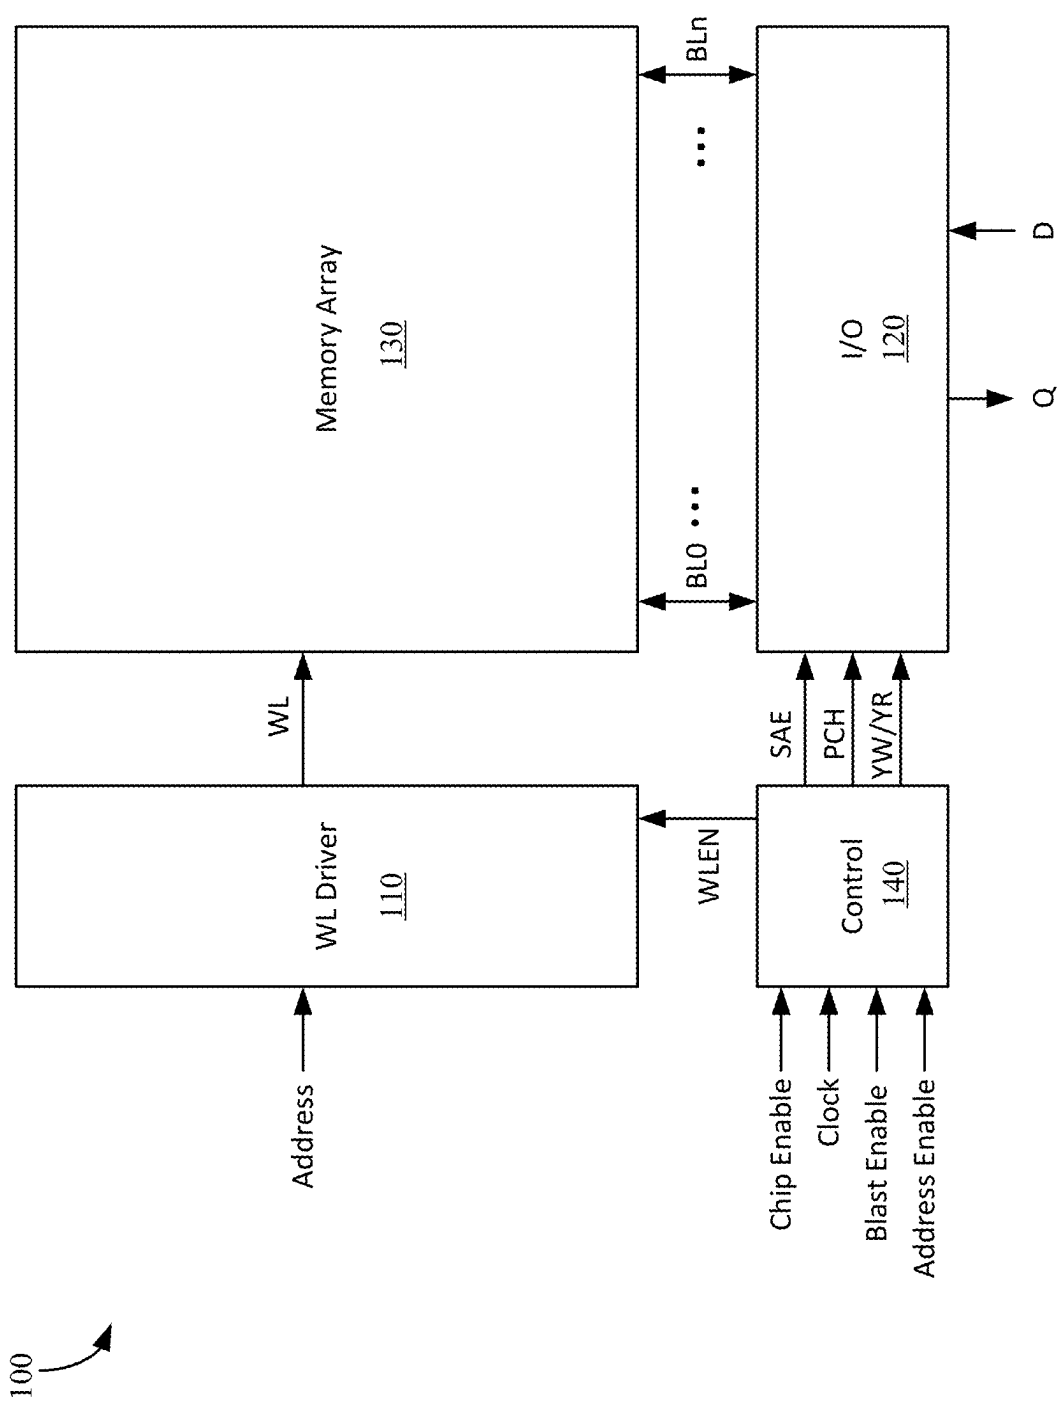 100
Address
WL Driver
110
WL
Memory Array
130
WLEN
BL0 ...
... BLn
Chip Enable
Clock
Blast Enable
Address Enable
Control
140
SAE
PCH
YW/YR
I/O
120
Q
D